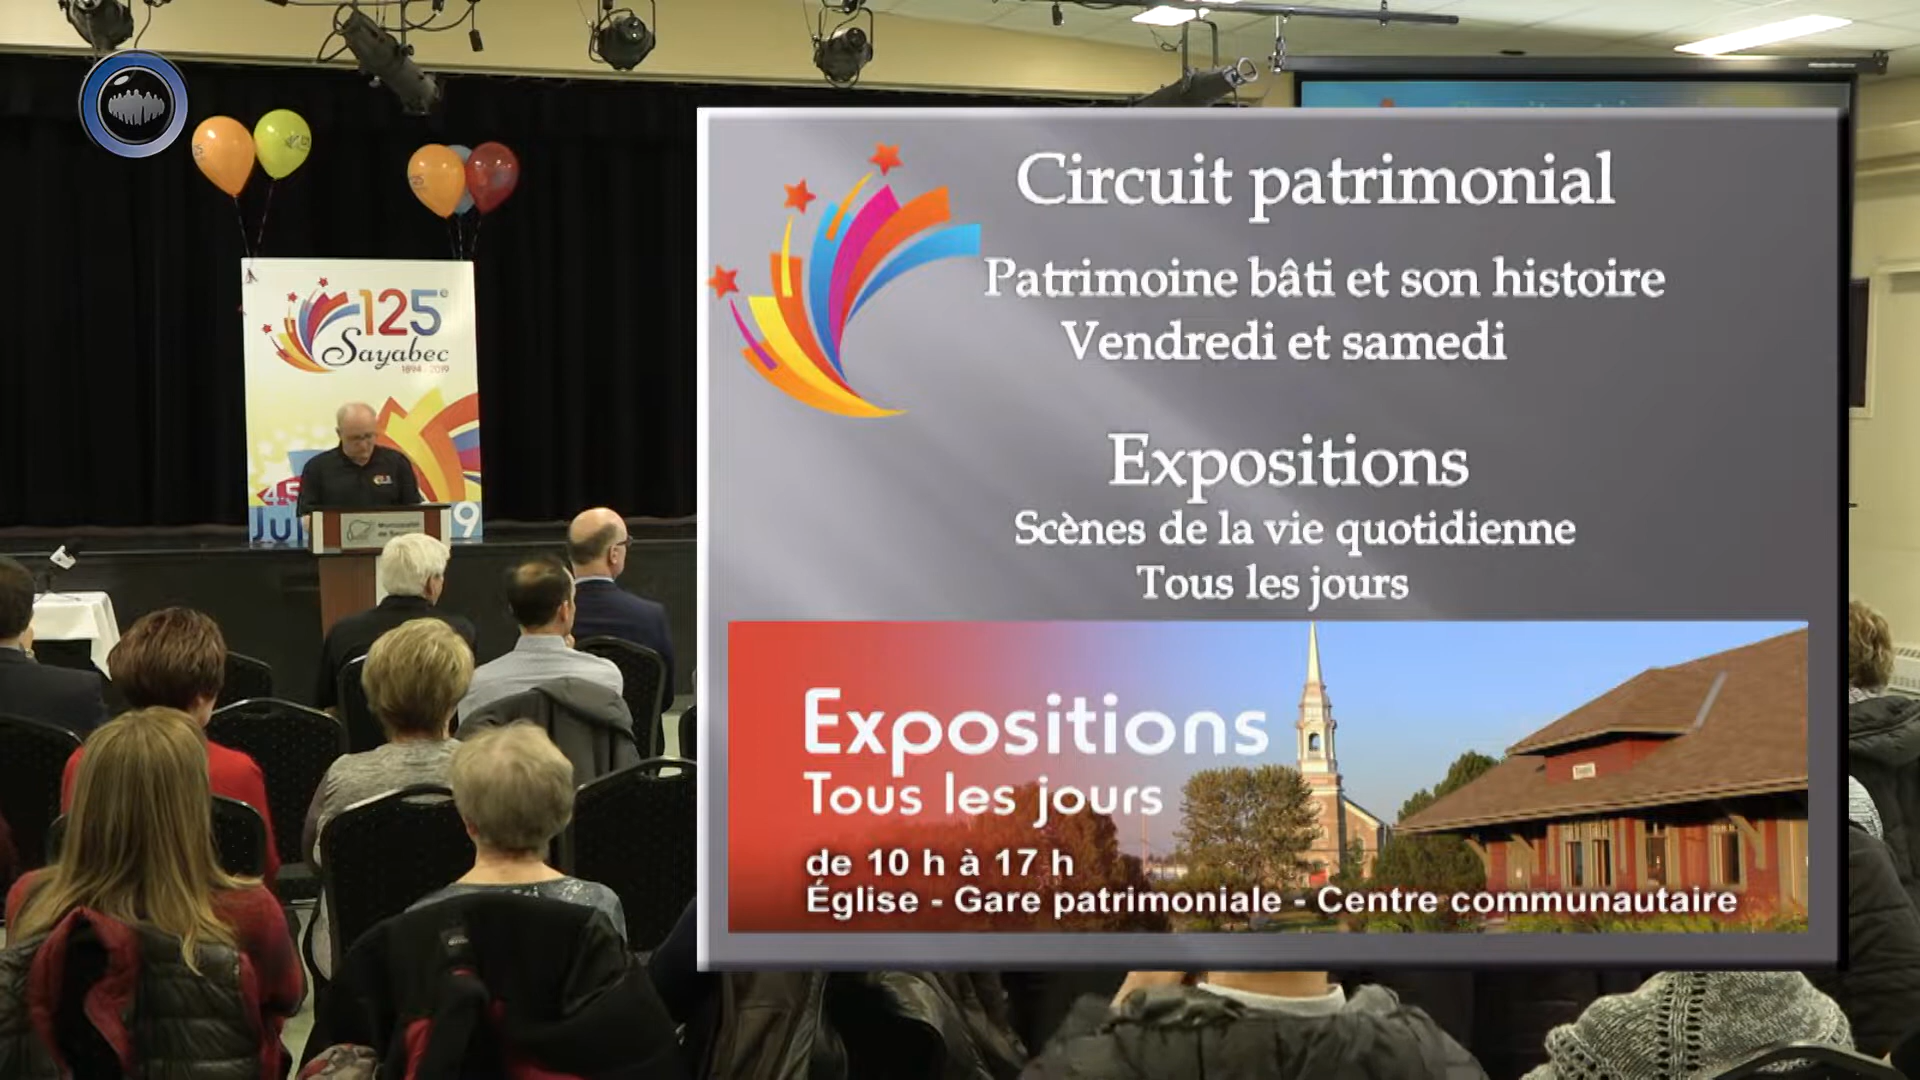 125e
Sayabec
1894 - 2019
Circuit patrimonial
Patrimoine bâti et son histoire
Vendredi et samedi
Expositions
Scènes de la vie quotidienne
Tous les jours
Expositions
Tous les jours
de 10 h à 17 h
Église - Gare patrimoniale - Centre communautaire